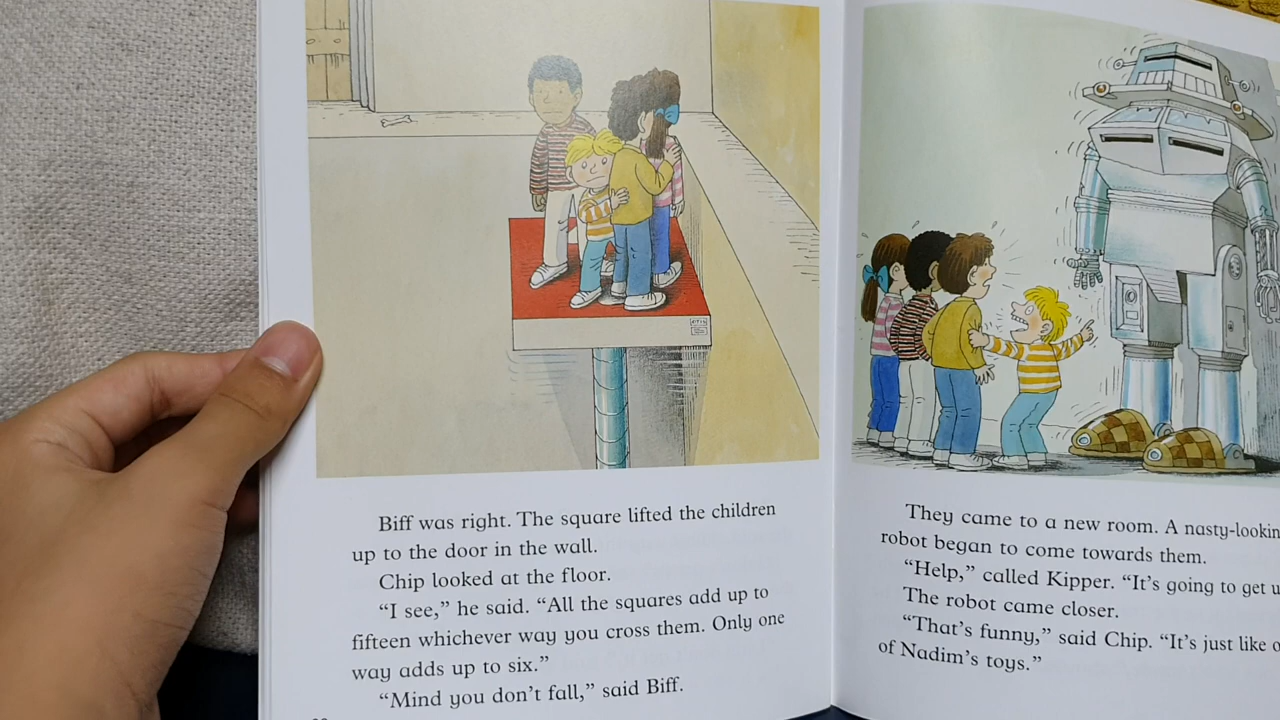 Biff was right. The square lifted the children
up to the door in the wall.
Chip looked at the floor.
“I see,” he said. “All the squares add up to
fifteen whichever way you cross them. Only one
way adds up to six.”
“Mind you don’t fall,” said Biff.
They came to a new room. A
robot began to come towards them.
“Help,” called Kipper. “It’s going to get
The robot came closer.
“That’s funny,” said Chip. “It’s just like
of Nadim’s toys.”